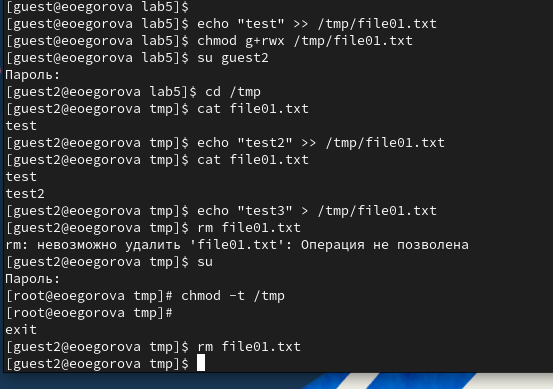 [guest@eoegorova lab5]$
[guest@eoegorova lab5]$ echo "test" >> /tmp/file01.txt
[guest@eoegorova lab5]$ chmod g+rwx /tmp/file01.txt
[guest@eoegorova lab5]$ su guest2
Пароль:
[guest2@eoegorova lab5]$ cd /tmp
[guest2@eoegorova tmp]$ cat file01.txt
test
[guest2@eoegorova tmp]$ echo "test2" >> /tmp/file01.txt
[guest2@eoegorova tmp]$ cat file01.txt
test
test2
[guest2@eoegorova tmp]$ echo "test3" > /tmp/file01.txt
[guest2@eoegorova tmp]$ rm file01.txt
rm: невозможно удалить 'file01.txt': Операция не позволена
[guest2@eoegorova tmp]$ su
Пароль:
[root@eoegorova tmp]# chmod -t /tmp
[root@eoegorova tmp]#
exit
[guest2@eoegorova tmp]$ rm file01.txt
[guest2@eoegorova tmp]$